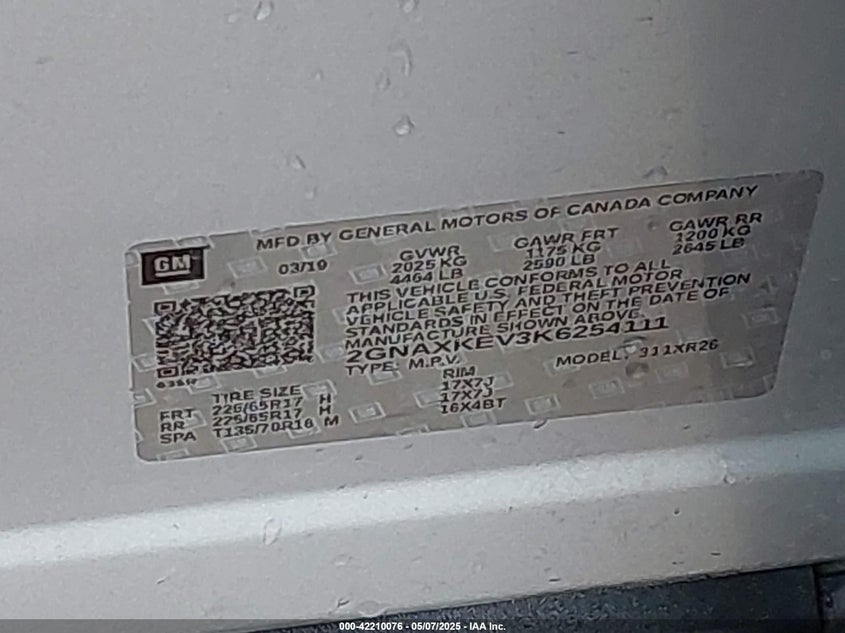 MFD BY GENERAL MOTORS OF CANADA COMPANY
GM
03/19
GVWR
2025 KG
4464 LB
GAWR FRT
1175 KG
2590 LB
GAWR RR
1200 KG
2645 LB
THIS VEHICLE CONFORMS TO ALL
APPLICABLE U.S. FEDERAL MOTOR
VEHICLE SAFETY AND THEFT PREVENTION
STANDARDS IN EFFECT ON THE DATE OF
MANUFACTURE SHOWN ABOVE.
2GNAXKEV3K6254111
TYPE: M.P.V. MODEL: 311XR26
TIRE SIZE RIM
FRT 225/65R17 H 17X7J
RR 225/65R17 H 17X7J
SPA T135/70R16 M 16X4BT
000-42210076 - 05/07/2025 - IAA Inc.